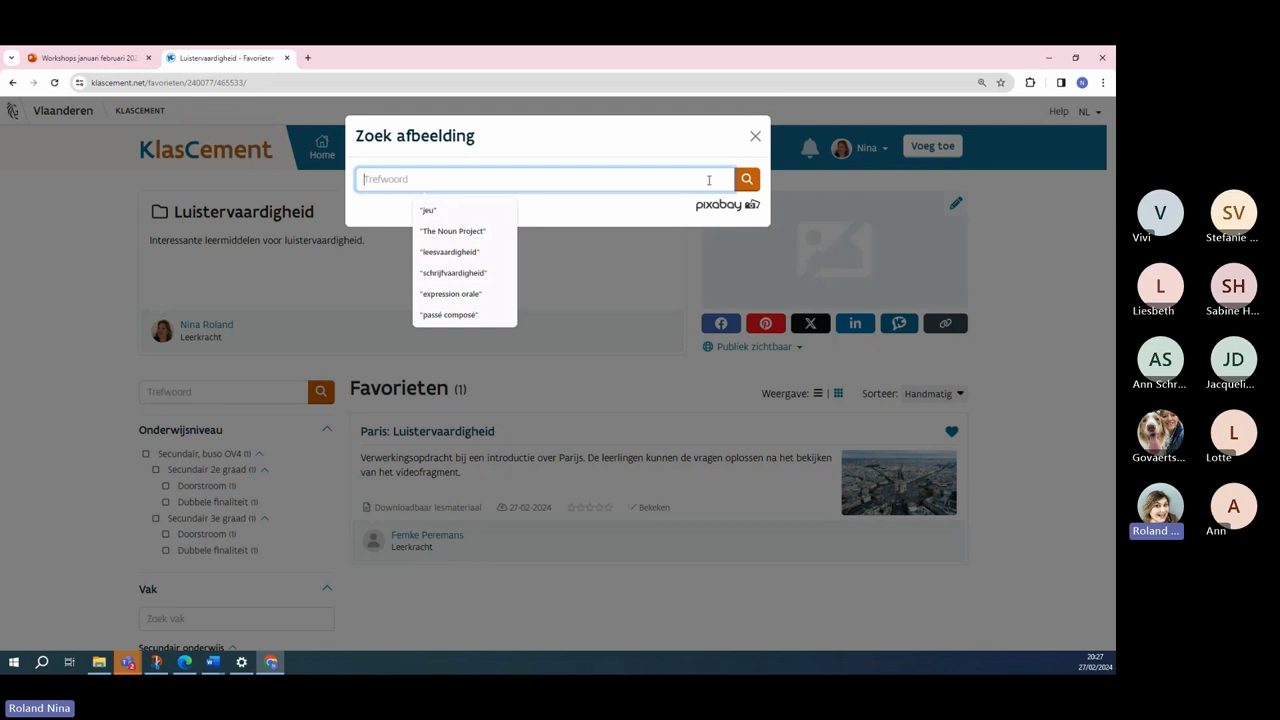 Workshops januari februari 202
Luistervaardigheid - Favorieten
klascement.net/favorieten/240077/465533/
Vlaanderen
KLASCEMENT
Help
NL
KlasCement
Home
Zoek afbeelding
Nina
Voeg toe
Trefwoord
pixabay
"jeu"
"The Noun Project"
"leesvaardigheid"
"schrijfvaardigheid"
"expression orale"
"passé composé"
Luistervaardigheid
Interessante leermiddelen voor luistervaardigheid.
Nina Roland
Leerkracht
Publiek zichtbaar
Trefwoord
Favorieten (1)
Weergave:
Sorteer: Handmatig
Onderwijsniveau
Secundair, buso OV4 (1)
Secundair 2e graad (1)
Doorstroom (1)
Dubbele finaliteit (1)
Secundair 3e graad (1)
Doorstroom (1)
Dubbele finaliteit (1)
Vak
Zoek vak
Secundair onderwijs
Paris: Luistervaardigheid
Verwerkingsopdracht bij een introductie over Parijs. De leerlingen kunnen de vragen oplossen na het bekijken
van het videofragment.
Downloadbaar lesmateriaal
27-02-2024
Bekeken
Femke Peremans
Leerkracht
20:27
27/02/2024
V
Vivi
SV
Stefanie ...
L
Liesbeth
SH
Sabine H...
AS
Ann Schr...
JD
Jacqueli...
Govaerts...
L
Lotte
Roland ...
A
Ann
Roland Nina